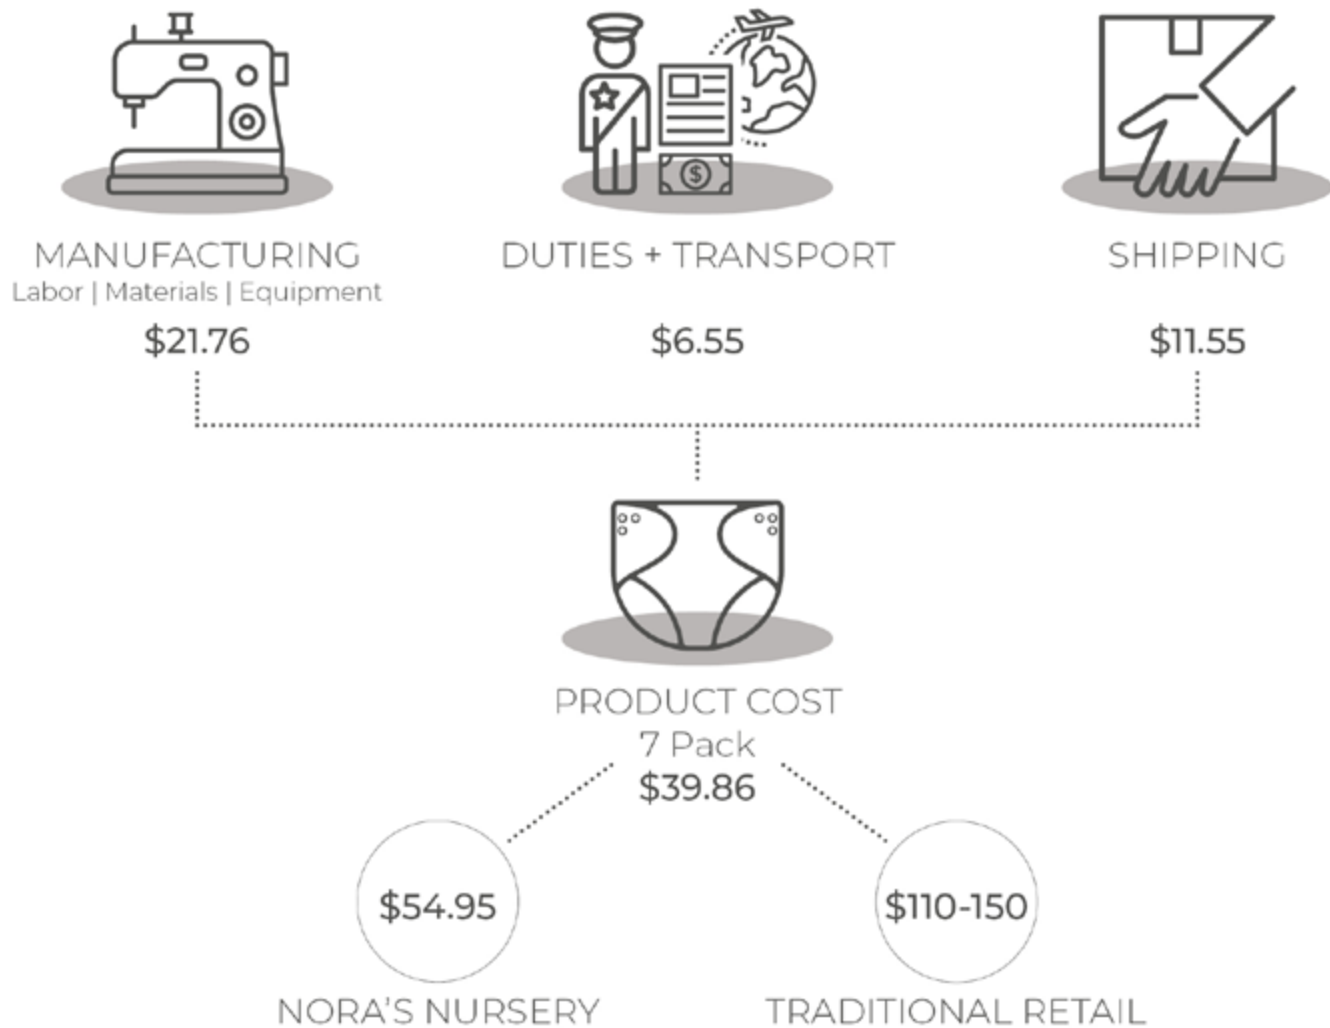 MANUFACTURING
Labor | Materials | Equipment
$21.76
DUTIES + TRANSPORT
$6.55
SHIPPING
$11.55
PRODUCT COST
7 Pack
$39.86
$54.95
NORA'S NURSERY
$110-150
TRADITIONAL RETAIL